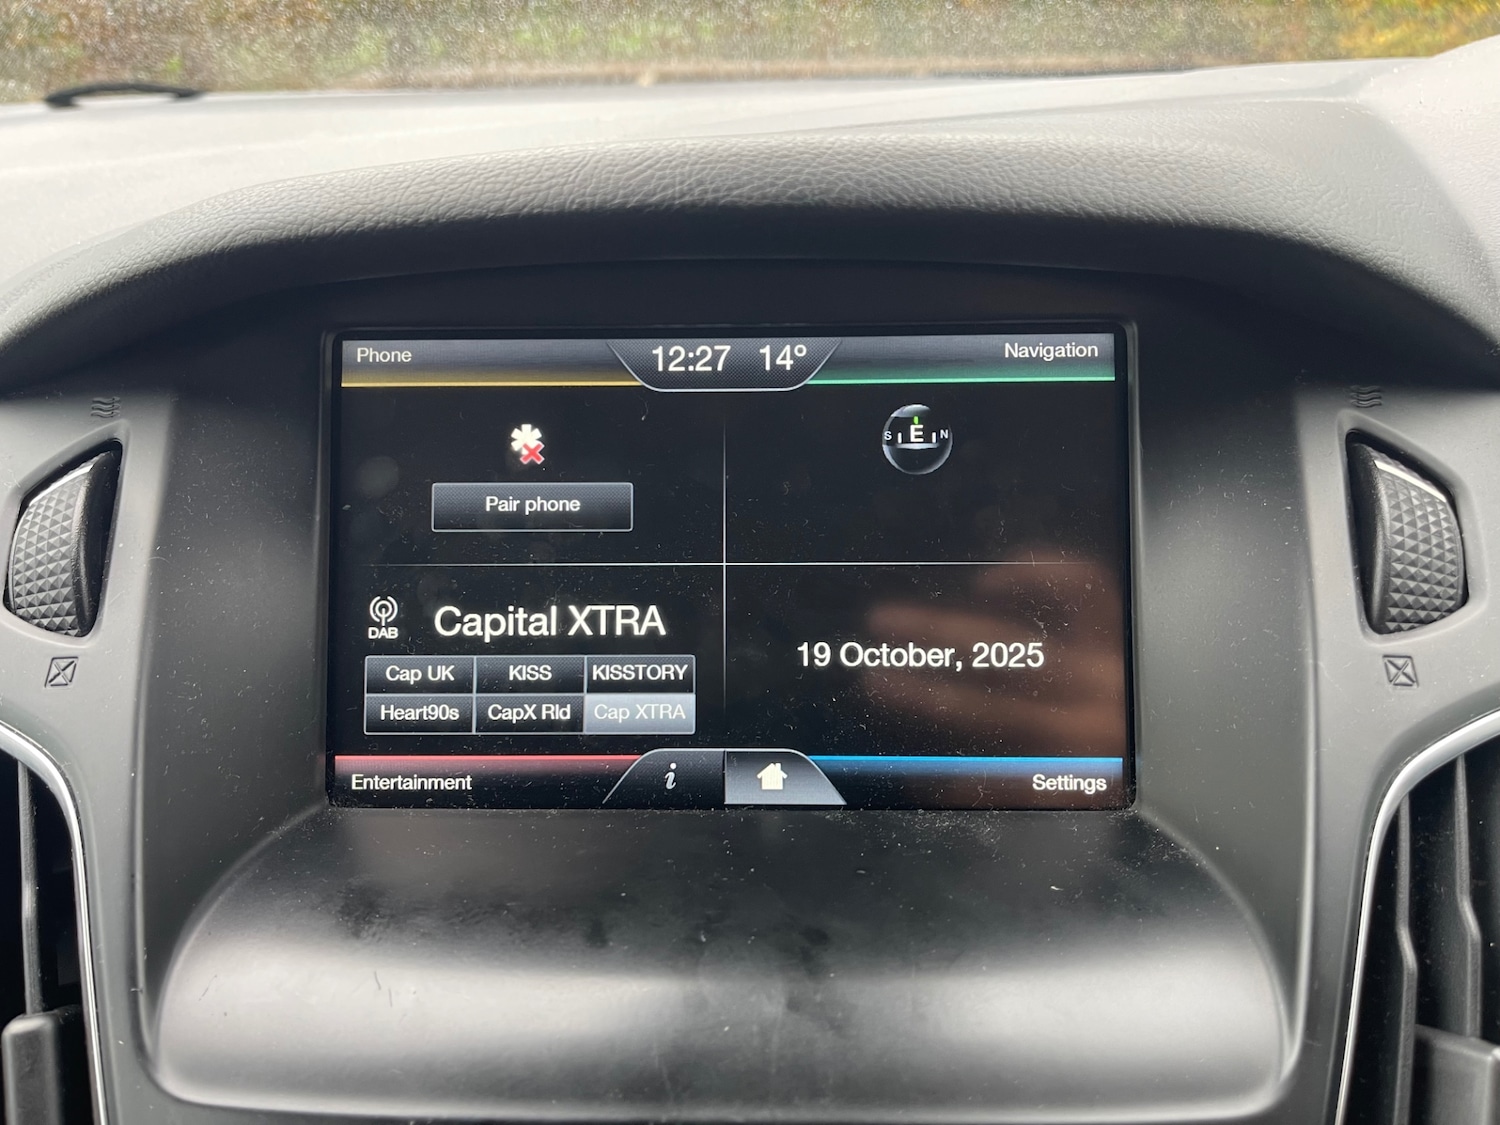 Phone
12:27 14º
Navigation
Pair phone
S E N
DAB
Capital XTRA
Cap UK KISS KISSTORY
Heart90s CapX Rld Cap XTRA
19 October, 2025
Entertainment
i
Settings